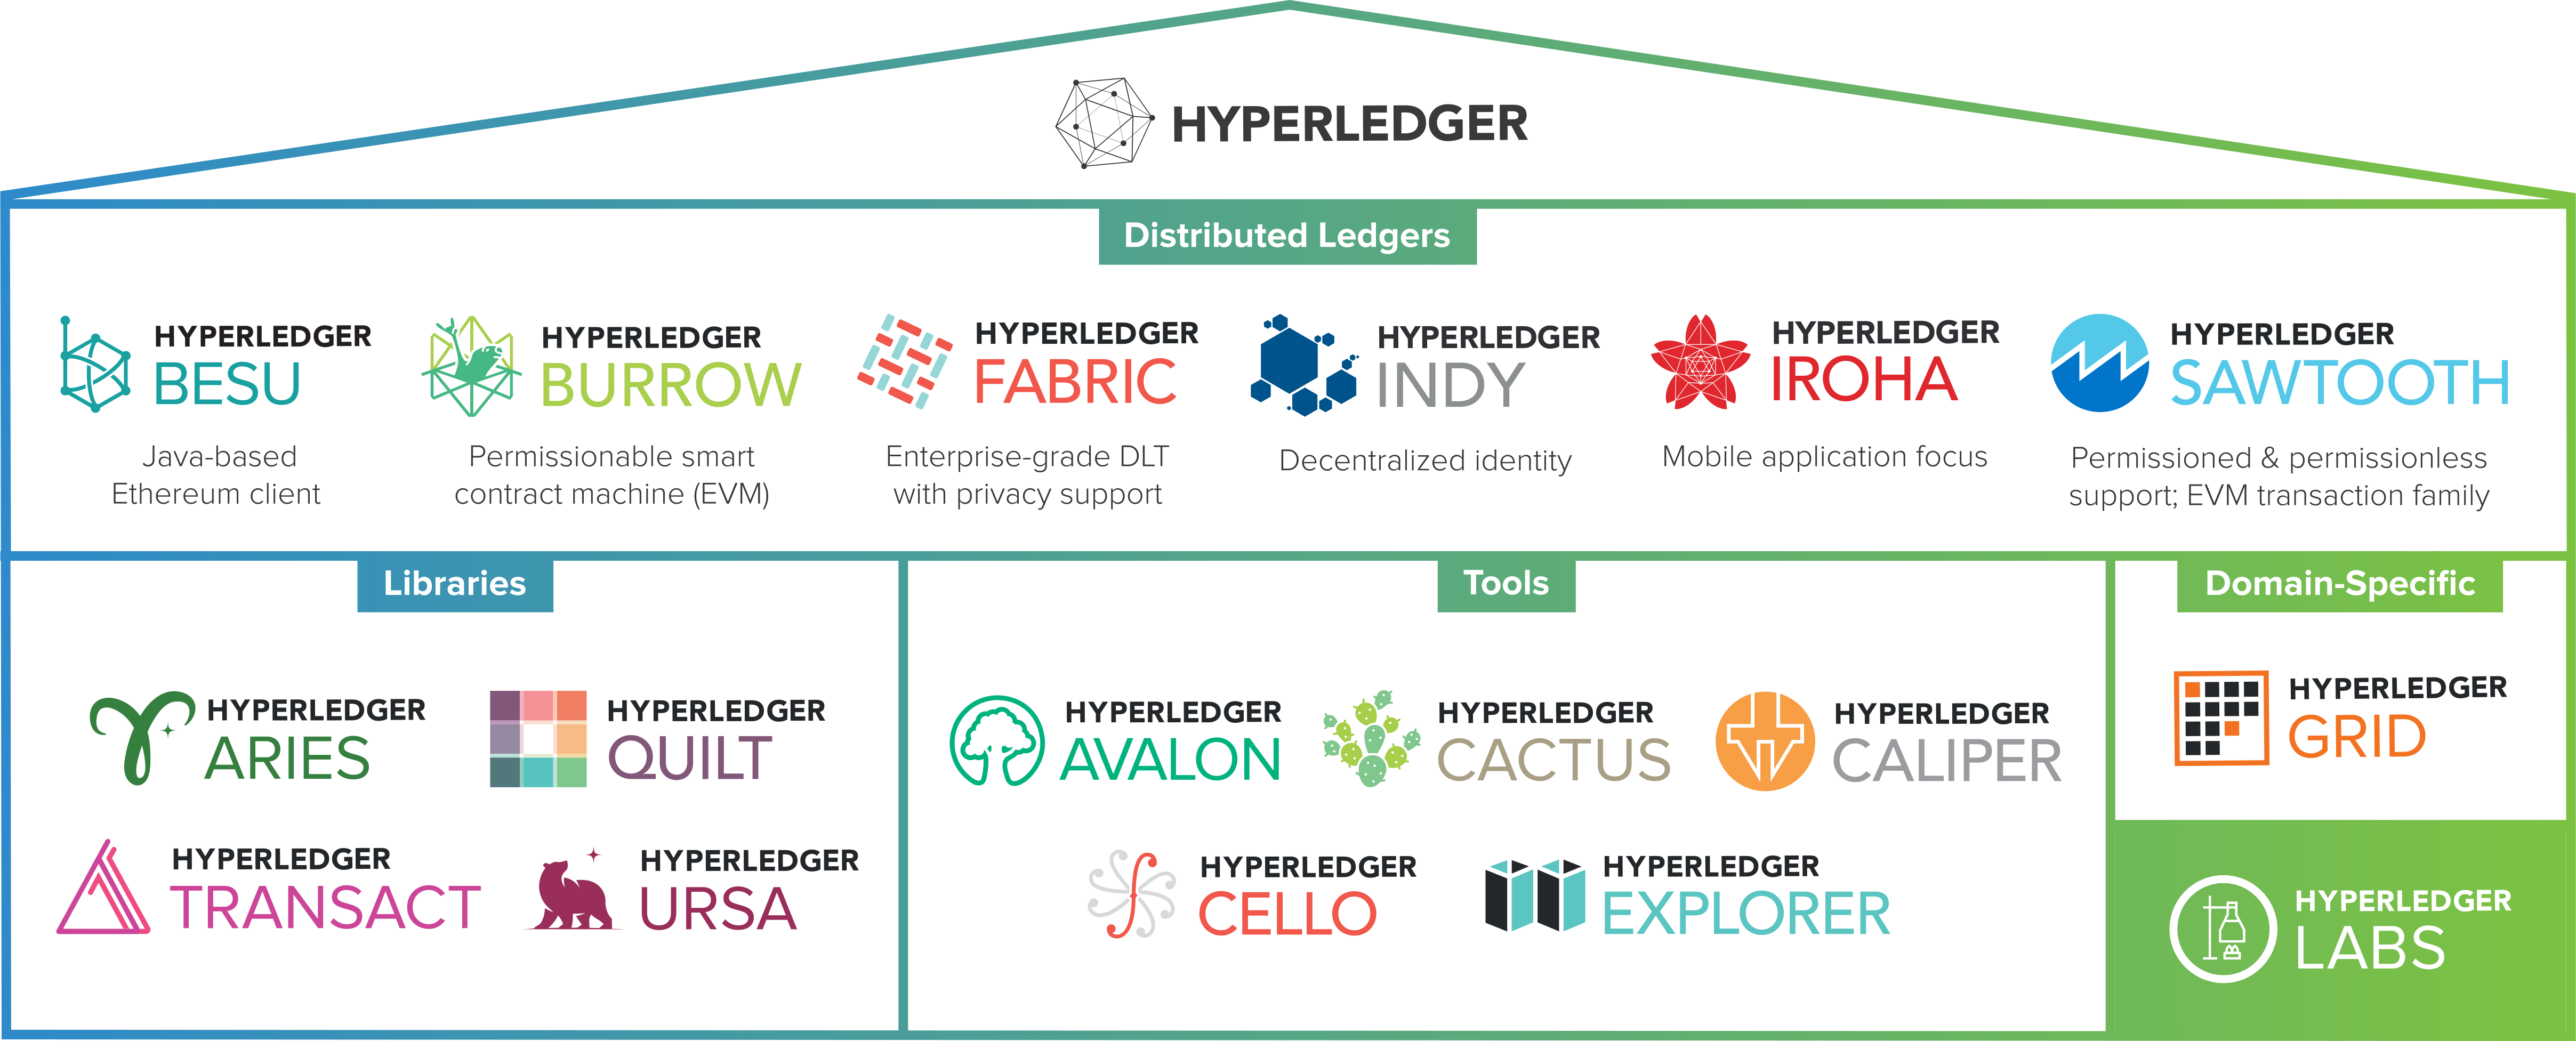 HYPERLEDGER
Distributed Ledgers
HYPERLEDGER
BESU
Java-based
Ethereum client
HYPERLEDGER
BURROW
Permissionable smart
contract machine (EVM)
HYPERLEDGER
FABRIC
Enterprise-grade DLT
with privacy support
HYPERLEDGER
INDY
Decentralized identity
HYPERLEDGER
IROHA
Mobile application focus
HYPERLEDGER
SAWTOOTH
Permissioned & permissionless
support; EVM transaction family
Libraries
HYPERLEDGER
ARIES
HYPERLEDGER
QUILT
HYPERLEDGER
TRANSACT
HYPERLEDGER
URSA
Tools
HYPERLEDGER
AVALON
HYPERLEDGER
CACTUS
HYPERLEDGER
CALIPER
HYPERLEDGER
CELLO
HYPERLEDGER
EXPLORER
Domain-Specific
HYPERLEDGER
GRID
HYPERLEDGER
LABS